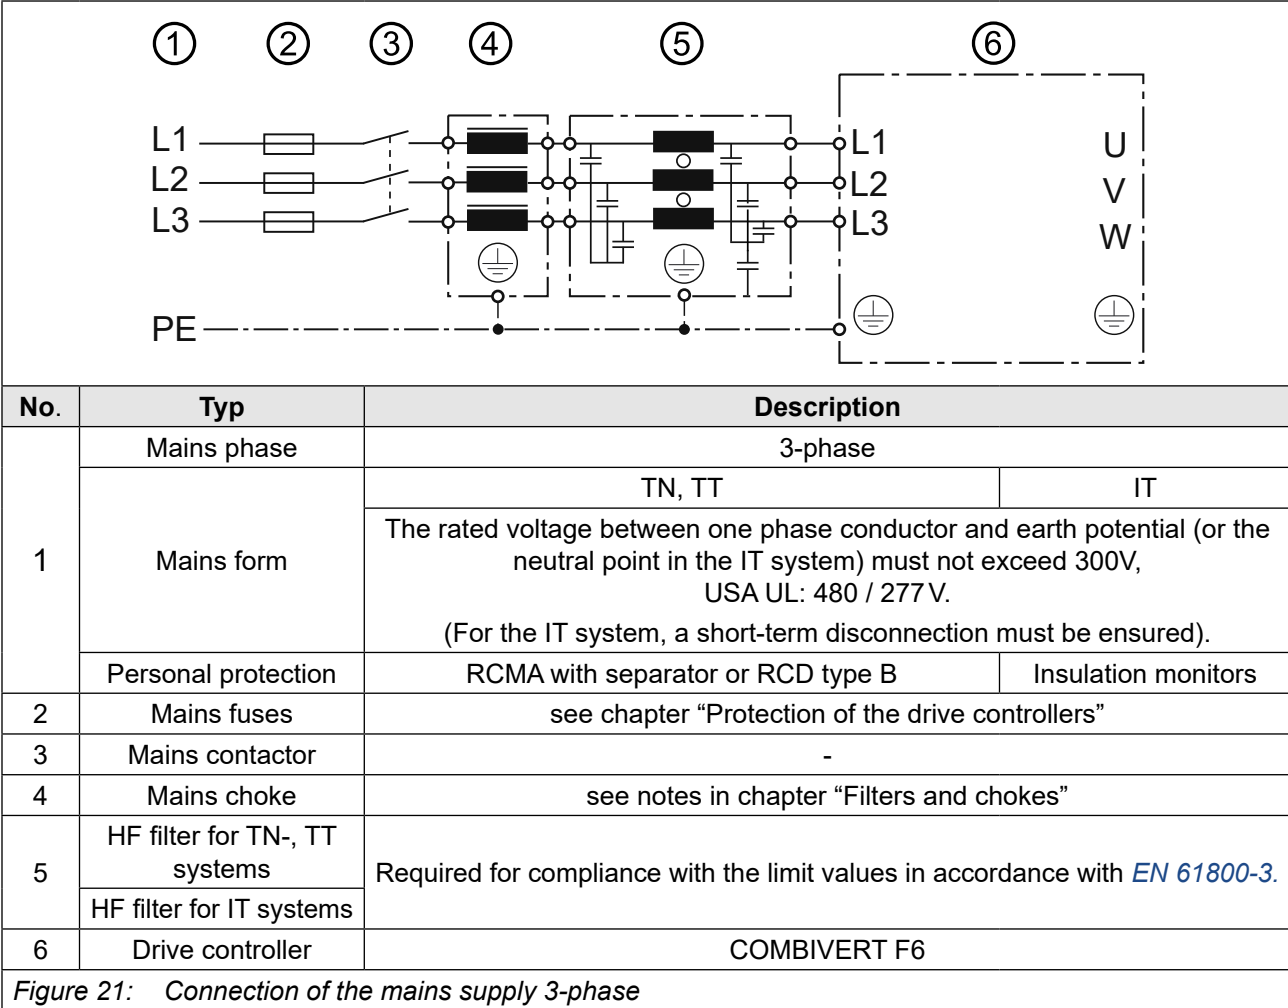 1 2 3 4 5 6
L1 L1 U
L2 L2 V
L3 L3 W
PE
No. Typ Description
1 Mains phase 3-phase
Mains form TN, TT IT
The rated voltage between one phase conductor and earth potential (or the
neutral point in the IT system) must not exceed 300V,
USA UL: 480 / 277 V.
(For the IT system, a short-term disconnection must be ensured).
Personal protection RCMA with separator or RCD type B Insulation monitors
2 Mains fuses see chapter “Protection of the drive controllers”
3 Mains contactor -
4 Mains choke see notes in chapter “Filters and chokes”
5 HF filter for TN-, TT
systems
Required for compliance with the limit values in accordance with EN 61800-3.
HF filter for IT systems
6 Drive controller COMBIVERT F6
Figure 21: Connection of the mains supply 3-phase